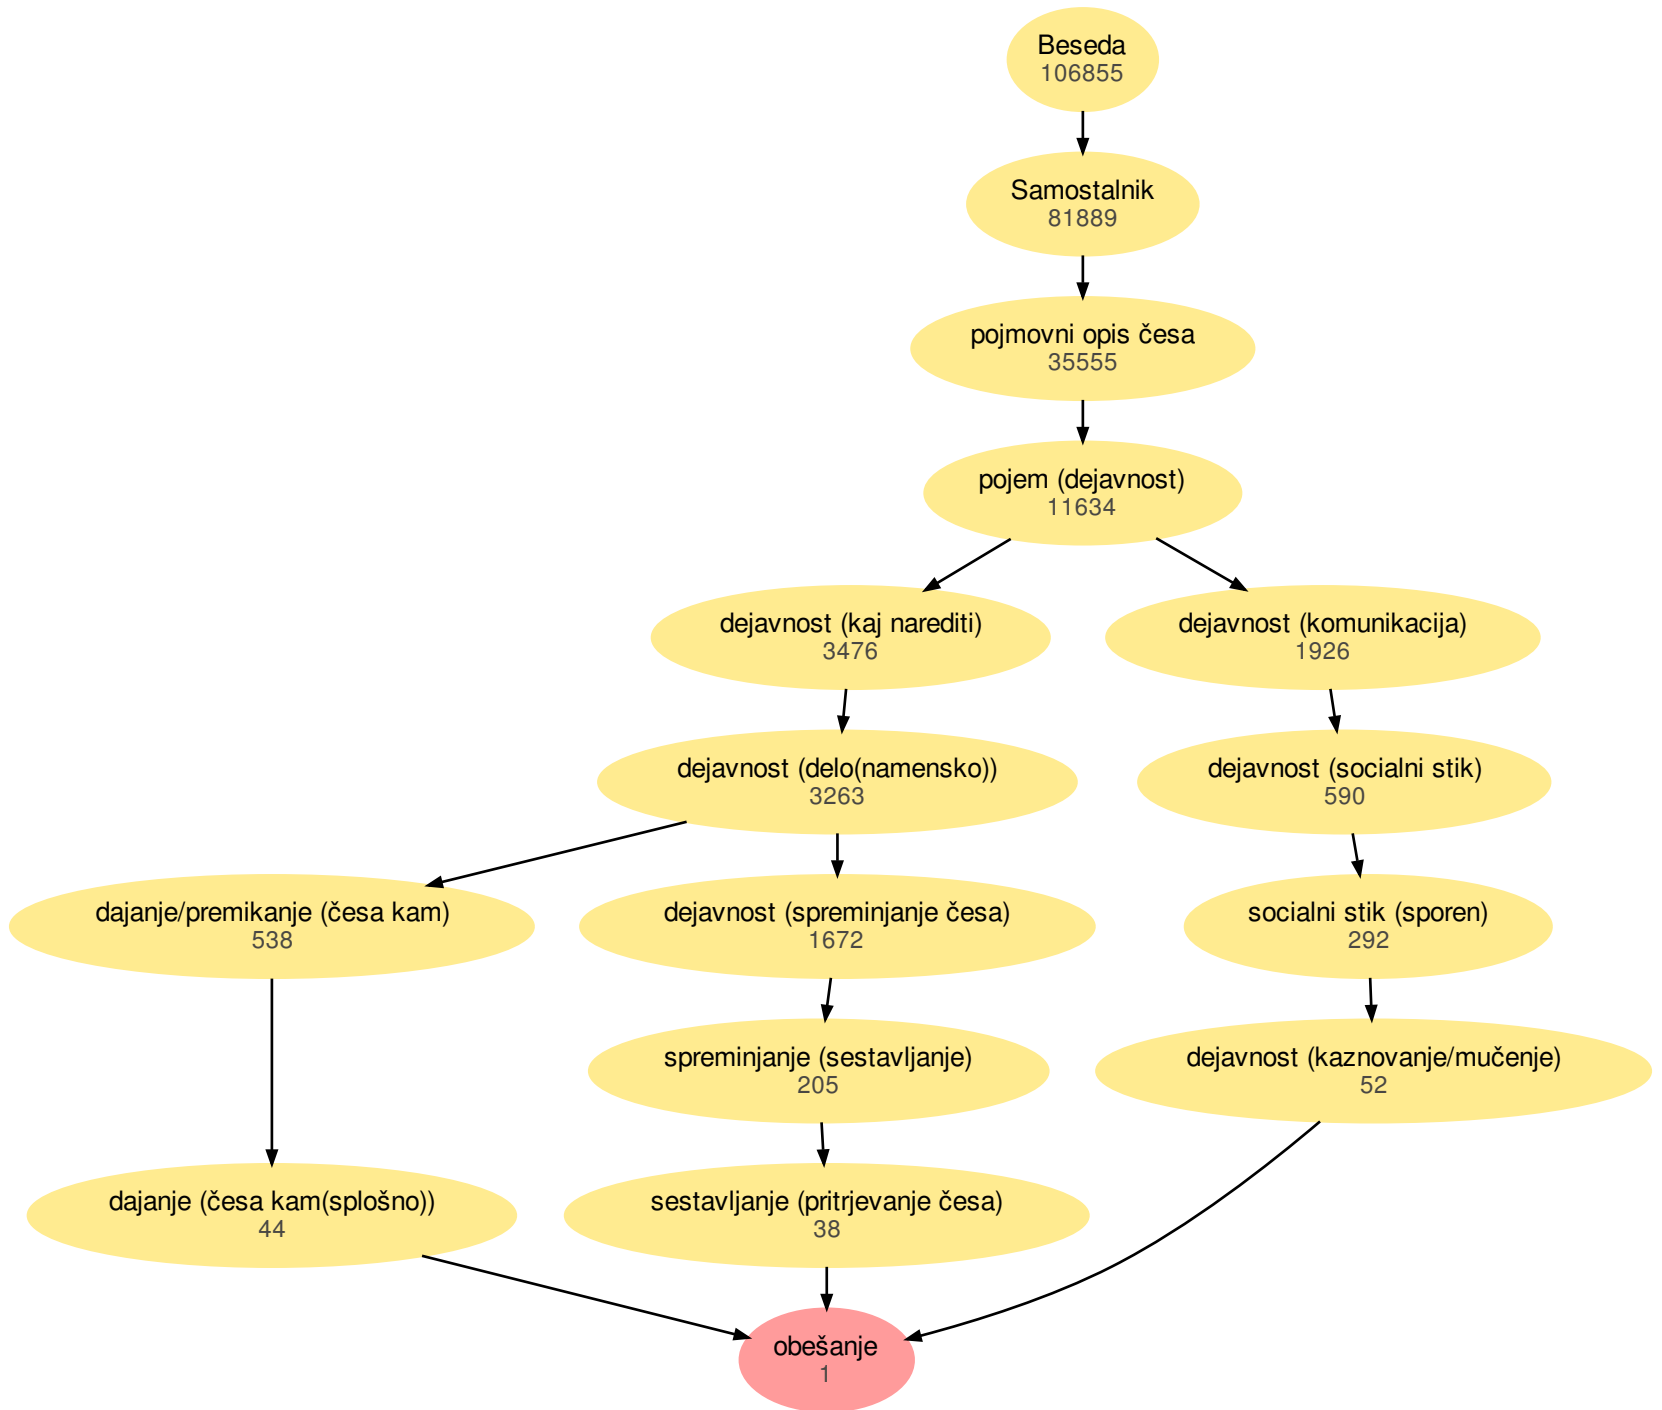 Beseda
106855
Samostalnik
81889
pojmovni opis česa
35555
pojem (dejavnost)
11634
dejavnost (kaj narediti)
3476
dejavnost (komunikacija)
1926
dejavnost (delo(namensko))
3263
dejavnost (socialni stik)
590
dajanje/premikanje (česa kam)
538
dejavnost (spreminjanje česa)
1672
socialni stik (sporen)
292
spreminjanje (sestavljanje)
205
dejavnost (kaznovanje/mučenje)
52
dajanje (česa kam(splošno))
44
sestavljanje (pritrjevanje česa)
38
obešanje
1